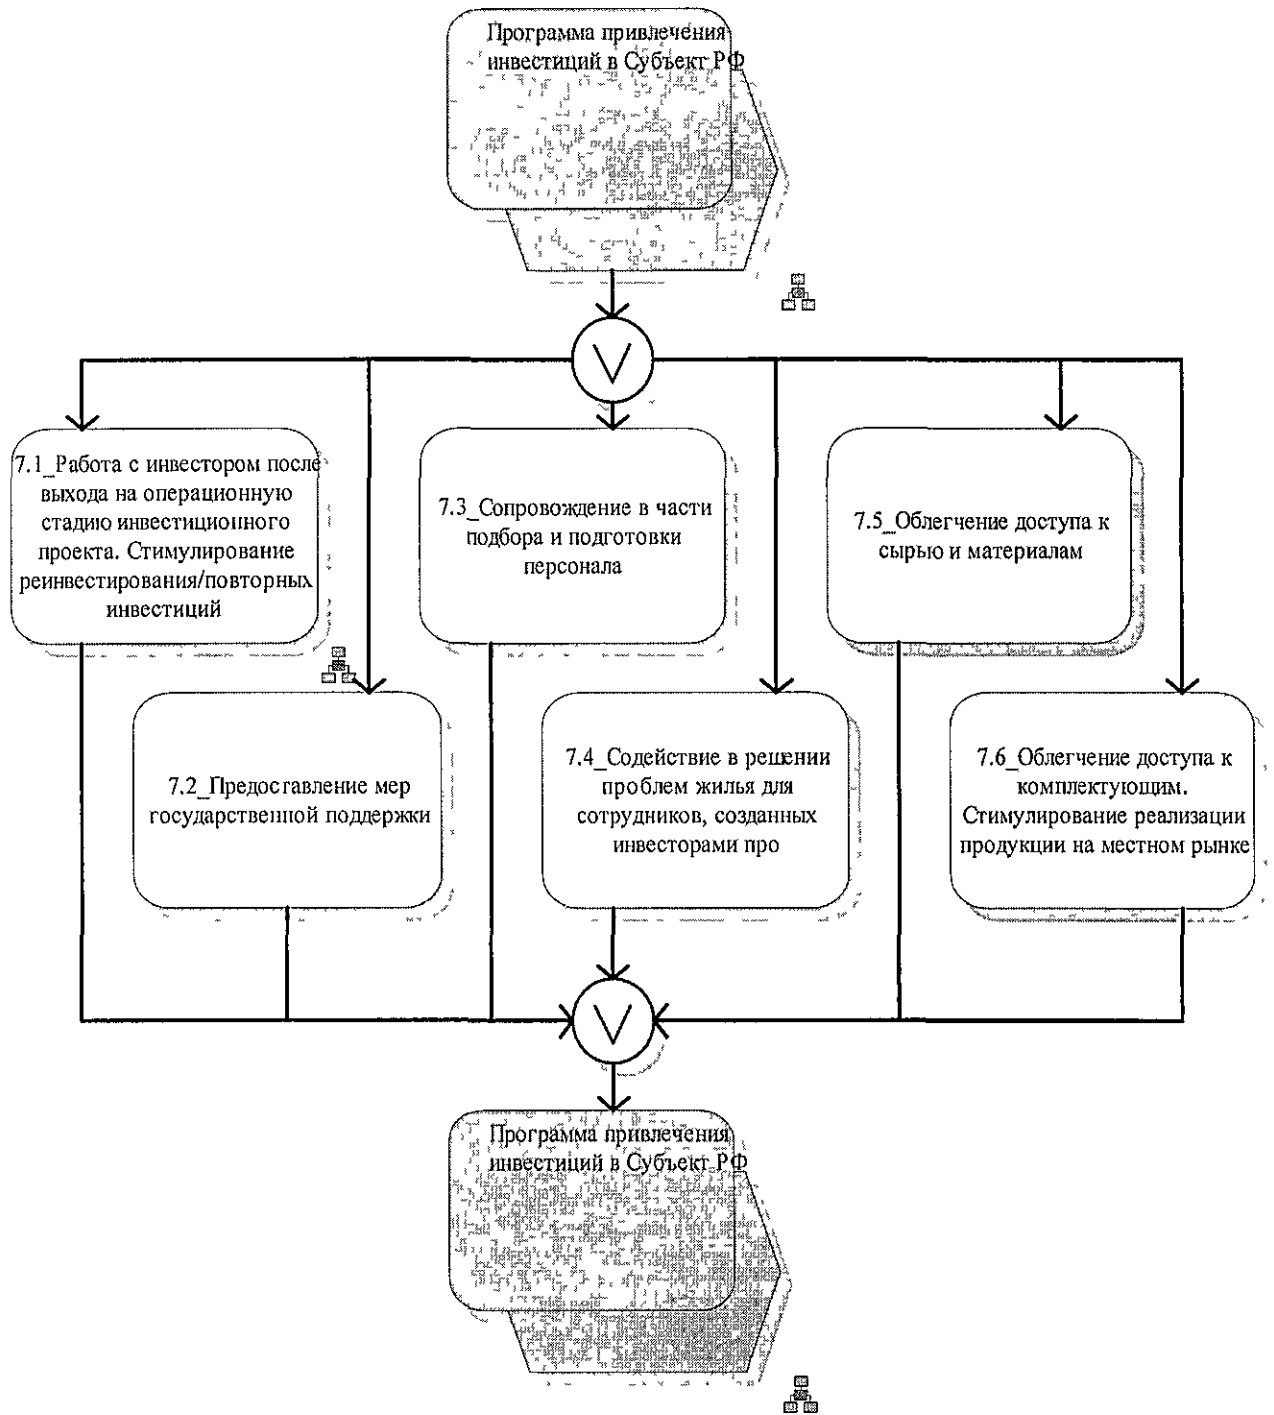 Программа привлечения
инвестиций в Субъект РФ
V
7.1_Работа с инвестором после
выхода на операционную
стадию инвестиционного
проекта. Стимулирование
реинвестирования/повторных
инвестиций
7.3_Сопровождение в части
подбора и подготовки
персонала
7.5_Облегчение доступа к
сырью и материалам
7.2_Предоставление мер
государственной поддержки
7.4_Содействие в решении
проблем жилья для
сотрудников, созданных
инвесторами про
7.6_Облегчение доступа к
комплектующим.
Стимулирование реализации
продукции на местном рынке
V
Программа привлечения
инвестиций в Субъект РФ